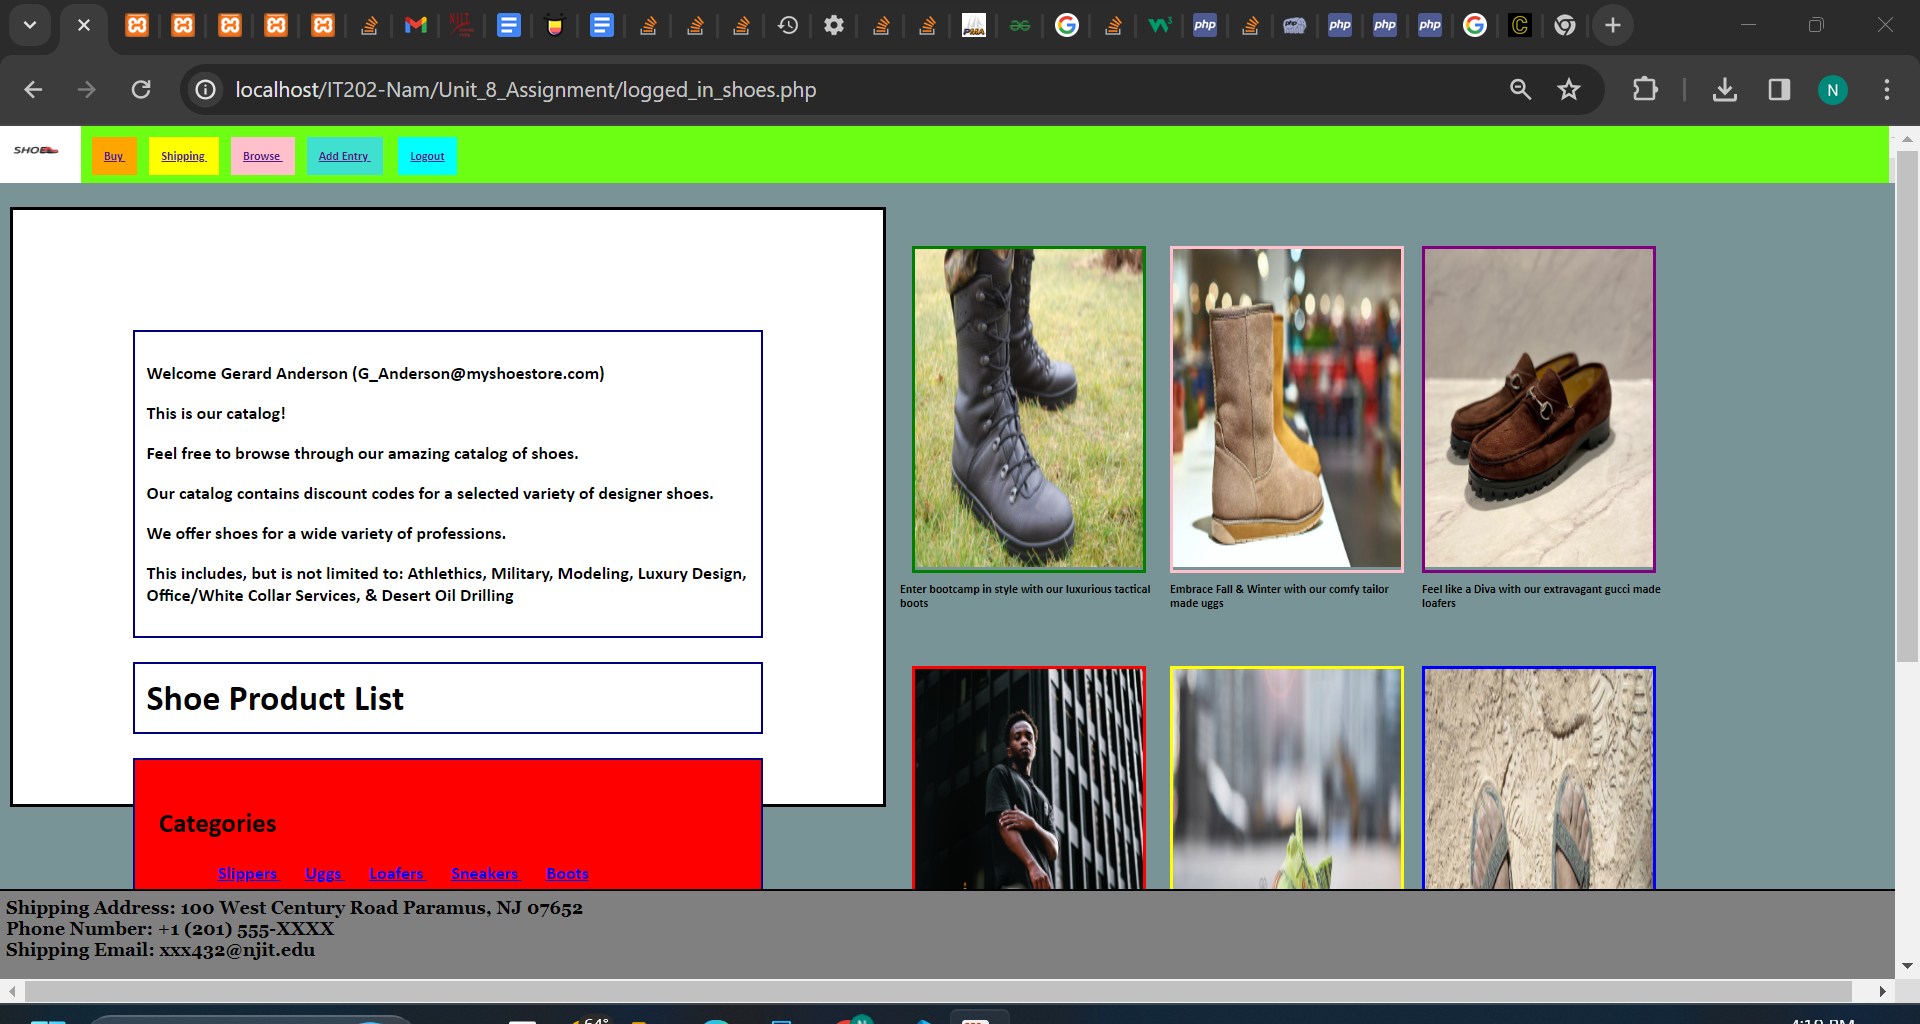 localhost/IT202-Nam/Unit_8_Assignment/logged_in_shoes.php
N
SHOE
Buy
Shipping
Browse
Add Entry
Logout
Welcome Gerard Anderson (G_Anderson@myshoestore.com)
This is our catalog!
Feel free to browse through our amazing catalog of shoes.
Our catalog contains discount codes for a selected variety of designer shoes.
We offer shoes for a wide variety of professions.
This includes, but is not limited to: Athlethics, Military, Modeling, Luxury Design,
Office/White Collar Services, & Desert Oil Drilling
Shoe Product List
Categories
Slippers Uggs Loafers Sneakers Boots
Enter bootcamp in style with our luxurious tactical
boots
Embrace Fall & Winter with our comfy tailor
made uggs
Feel like a Diva with our extravagant gucci made
loafers
Shipping Address: 100 West Century Road Paramus, NJ 07652
Phone Number: +1 (201) 555-XXXX
Shipping Email: xxx432@njit.edu
64°
N
4:10 PM